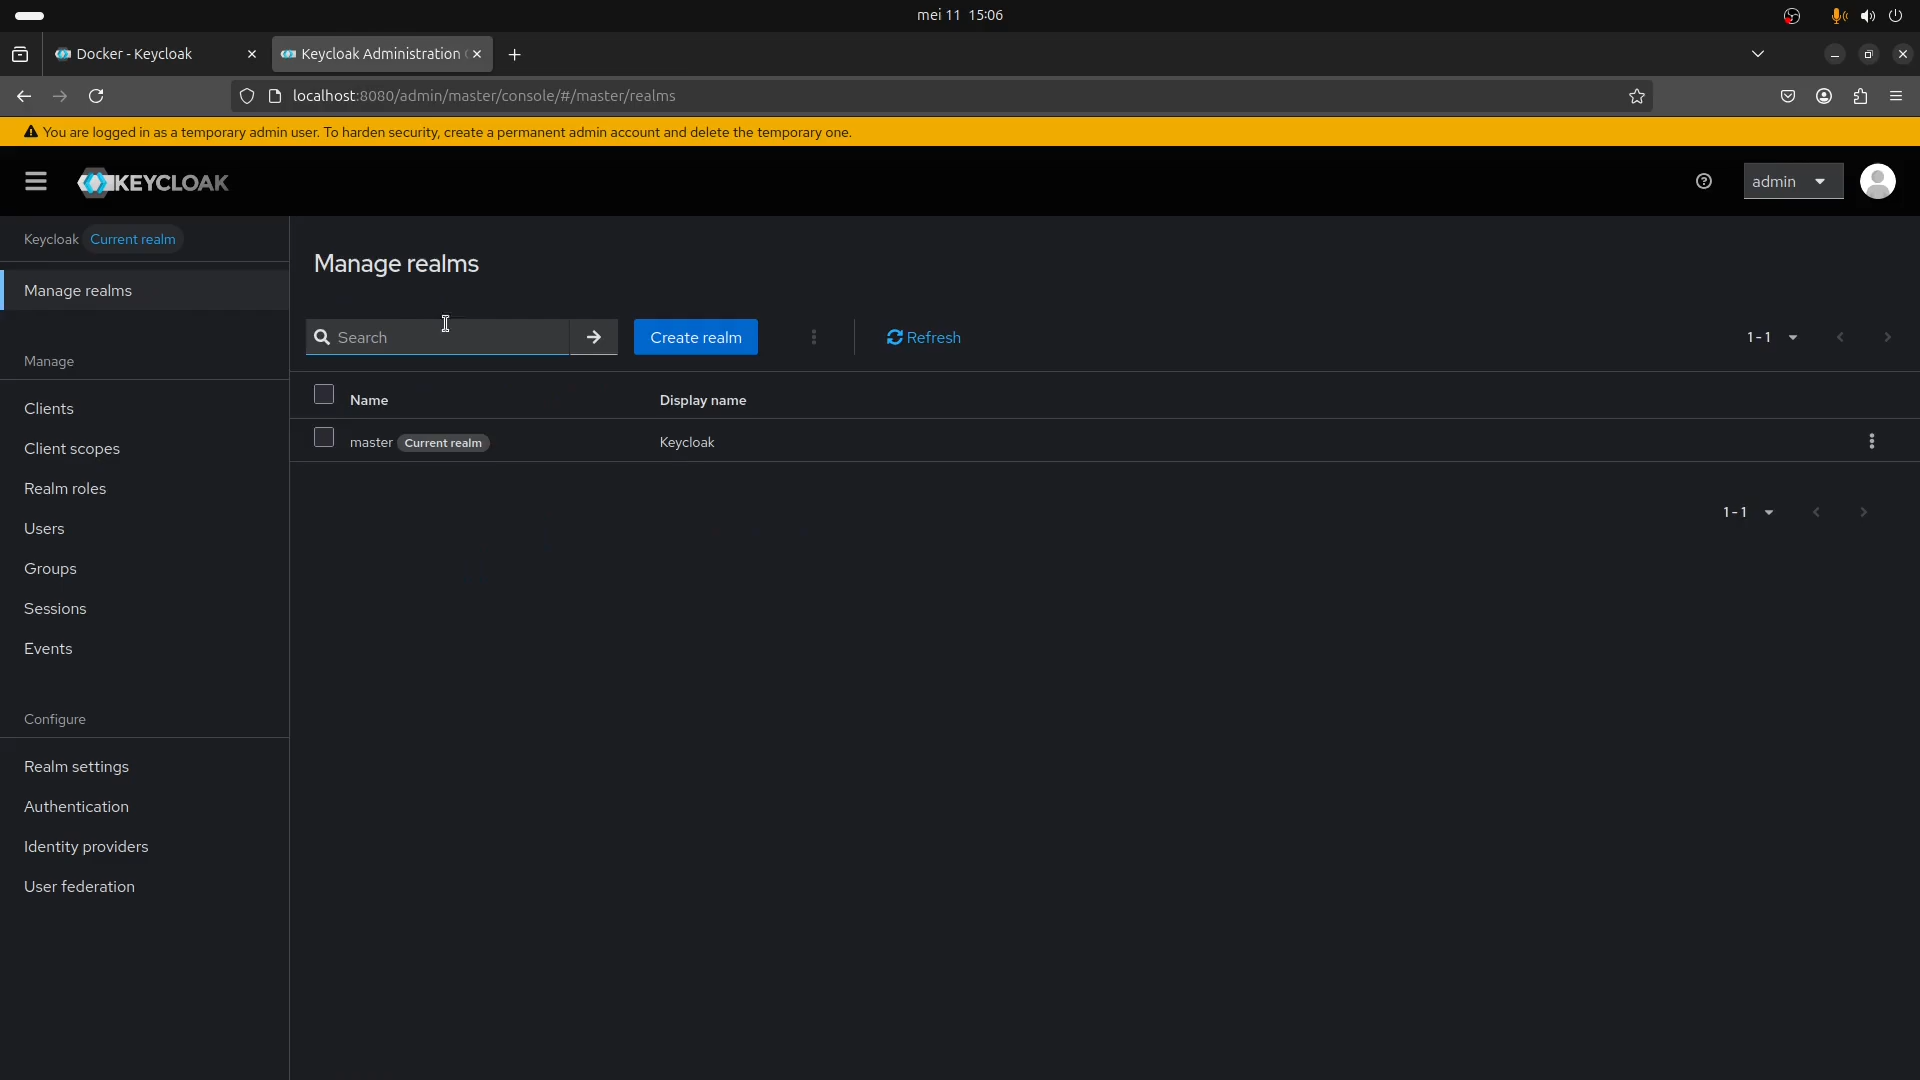 mei 11 15:06
Docker - Keycloak
Keycloak Administration
localhost:8080/admin/master/console/#/master/realms
You are logged in as a temporary admin user. To harden security, create a permanent admin account and delete the temporary one.
KEYCLOAK
admin
Keycloak Current realm
Manage realms
Manage
Clients
Client scopes
Realm roles
Users
Groups
Sessions
Events
Configure
Realm settings
Authentication
Identity providers
User federation
Manage realms
Search
Create realm
Refresh
1 - 1
Name Display name
master Current realm Keycloak
1 - 1